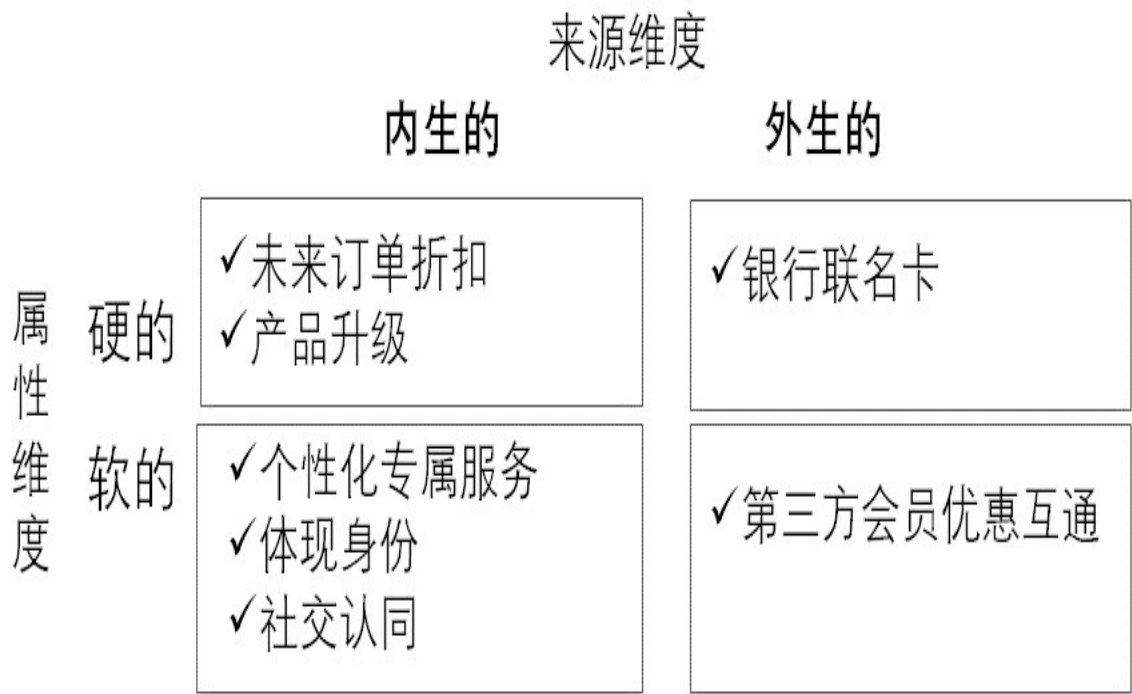 来源维度
内生的 外生的
属性维度
硬的
✓未来订单折扣
✓产品升级
✓银行联名卡
软的
✓个性化专属服务
✓体现身份
✓社交认同
✓第三方会员优惠互通